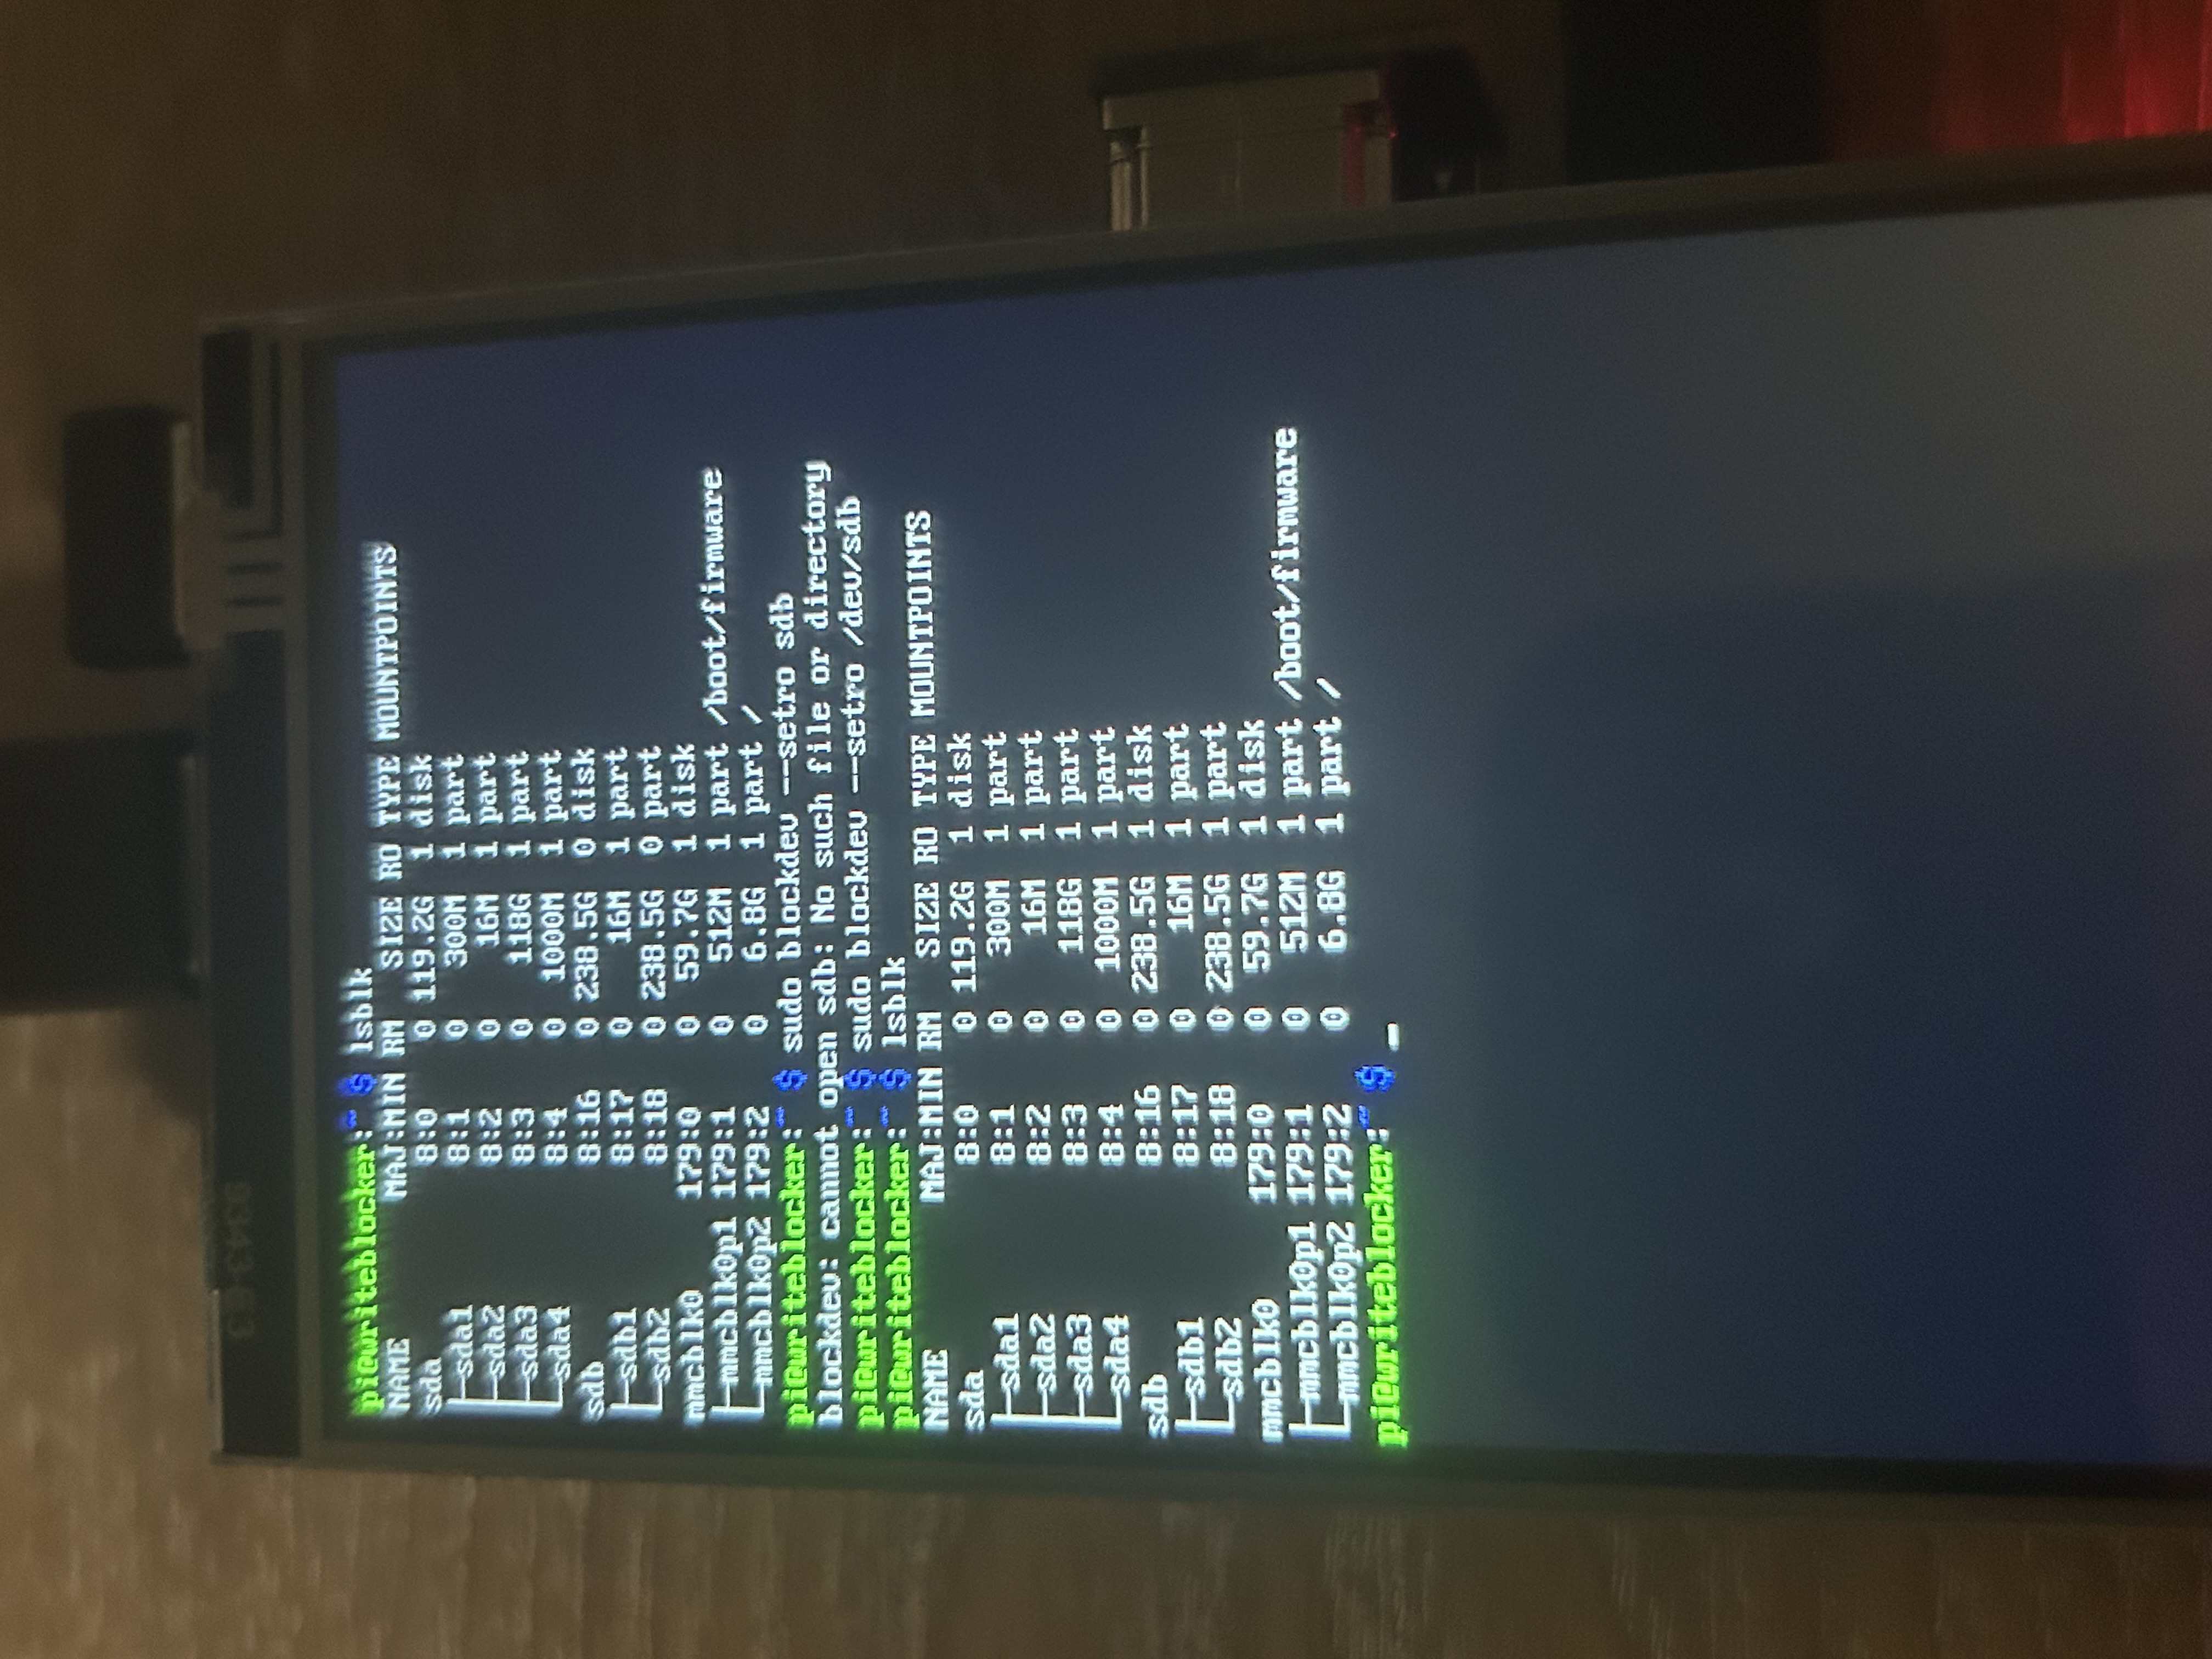 9343-E3
pi@writeblocker:~ $ lsblk
NAME        MAJ:MIN RM   SIZE RO TYPE MOUNTPOINTS
sda           8:0    0 119.2G  1 disk
├─sda1        8:1    0   300M  1 part
├─sda2        8:2    0    16M  1 part
├─sda3        8:3    0   118G  1 part
└─sda4        8:4    0  1000M  1 part
sdb           8:16   0 238.5G  0 disk
├─sdb1        8:17   0    16M  1 part
└─sdb2        8:18   0 238.5G  0 part
mmcblk0     179:0    0  59.7G  1 disk
├─mmcblk0p1 179:1    0   512M  1 part /boot/firmware
└─mmcblk0p2 179:2    0   6.8G  1 part /
pi@writeblocker:~ $ sudo blockdev --setro sdb
blockdev: cannot open sdb: No such file or directory
pi@writeblocker:~ $ sudo blockdev --setro /dev/sdb
pi@writeblocker:~ $ lsblk
NAME        MAJ:MIN RM   SIZE RO TYPE MOUNTPOINTS
sda           8:0    0 119.2G  1 disk
├─sda1        8:1    0   300M  1 part
├─sda2        8:2    0    16M  1 part
├─sda3        8:3    0   118G  1 part
└─sda4        8:4    0  1000M  1 part
sdb           8:16   0 238.5G  1 disk
├─sdb1        8:17   0    16M  1 part
└─sdb2        8:18   0 238.5G  1 part
mmcblk0     179:0    0  59.7G  1 disk
├─mmcblk0p1 179:1    0   512M  1 part /boot/firmware
└─mmcblk0p2 179:2    0   6.8G  1 part /
pi@writeblocker:~ $ _